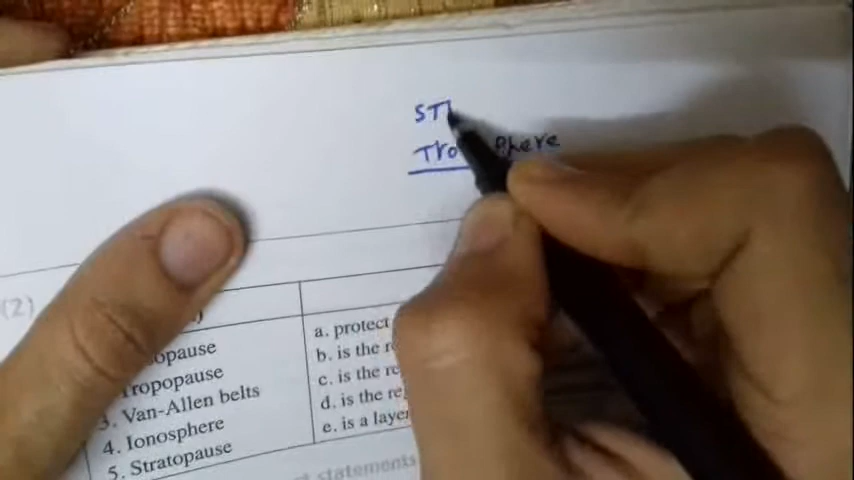 ST
Tro phere
(2)
opause
Tropopause
3. Van-Allen belts
4. Ionosphere
5. Stratopause
a. protect
b. is the re
c. is the re
d. is the re
e. is a layer
t statements